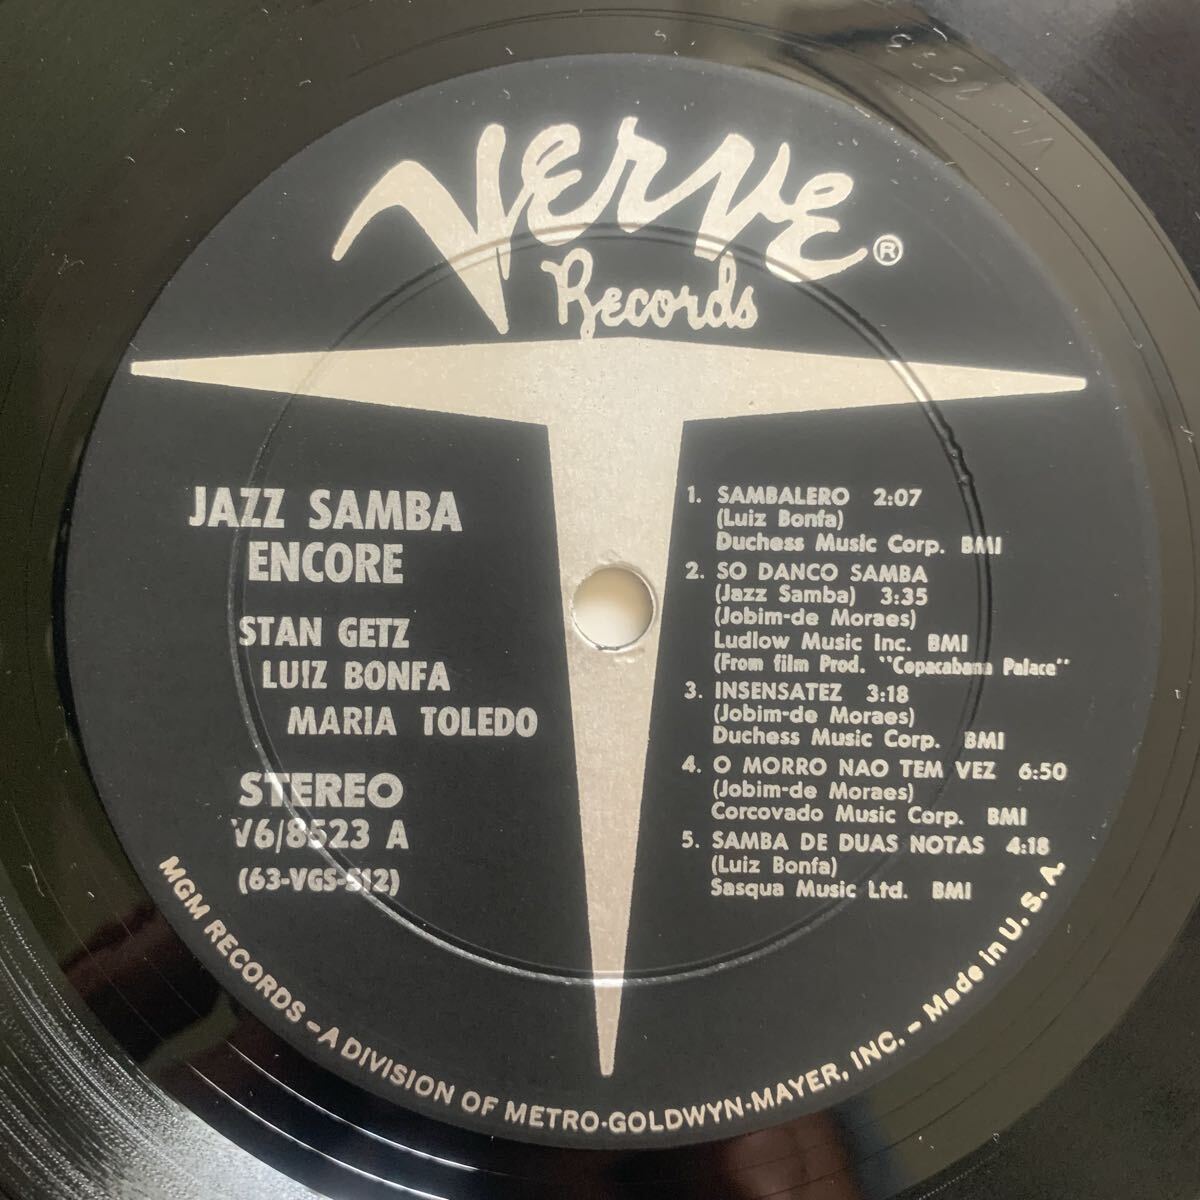 Verve ®
Records
JAZZ SAMBA
ENCORE
STAN GETZ
LUIZ BONFA
MARIA TOLEDO
STEREO
V6/8523 A
(63-VGS-512)
1. SAMBALERO 2:07
(Luiz Bonfa)
Duchess Music Corp. BMI
2. SO DANCO SAMBA
(Jazz Samba) 3:35
(Jobim-de Moraes)
Ludlow Music Inc. BMI
(From film Prod. "Copacabana Palace"
3. INSENSATEZ 3:18
(Jobim-de Moraes)
Duchess Music Corp. BMI
4. O MORRO NAO TEM VEZ 6:50
(Jobim-de Moraes)
Corcovado Music Corp. BMI
5. SAMBA DE DUAS NOTAS 4:18
(Luiz Bonfa)
Sasqua Music Ltd. BMI
MGM RECORDS – A DIVISION OF METRO-GOLDWYN-MAYER, INC. – Made in U. S. A.